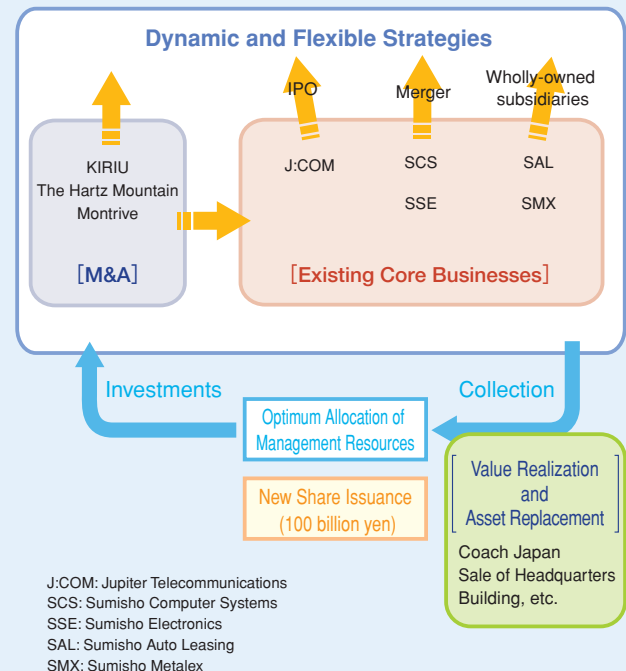 Dynamic and Flexible Strategies
IPO
Merger
Wholly-owned
subsidiaries
KIRIU
The Hartz Mountain
Montrive
[M&A]
J:COM
SCS
SAL
SSE
SMX
[Existing Core Businesses]
Investments
Collection
Optimum Allocation of
Management Resources
New Share Issuance
(100 billion yen)
[Value Realization
and
Asset Replacement]
Coach Japan
Sale of Headquarters
Building, etc.
J:COM: Jupiter Telecommunications
SCS: Sumisho Computer Systems
SSE: Sumisho Electronics
SAL: Sumisho Auto Leasing
SMX: Sumisho Metalex